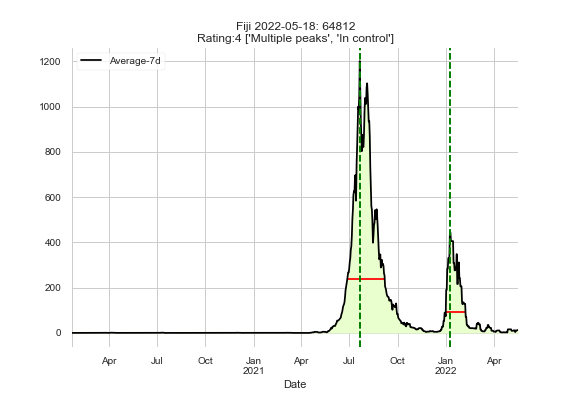 Fiji 2022-05-18: 64812
Rating:4 ['Multiple peaks', 'In control']
Average-7d
1200
1000
800
600
400
200
0
Apr Jul Oct Jan Apr Jul Oct Jan Apr
2021 2022
Date